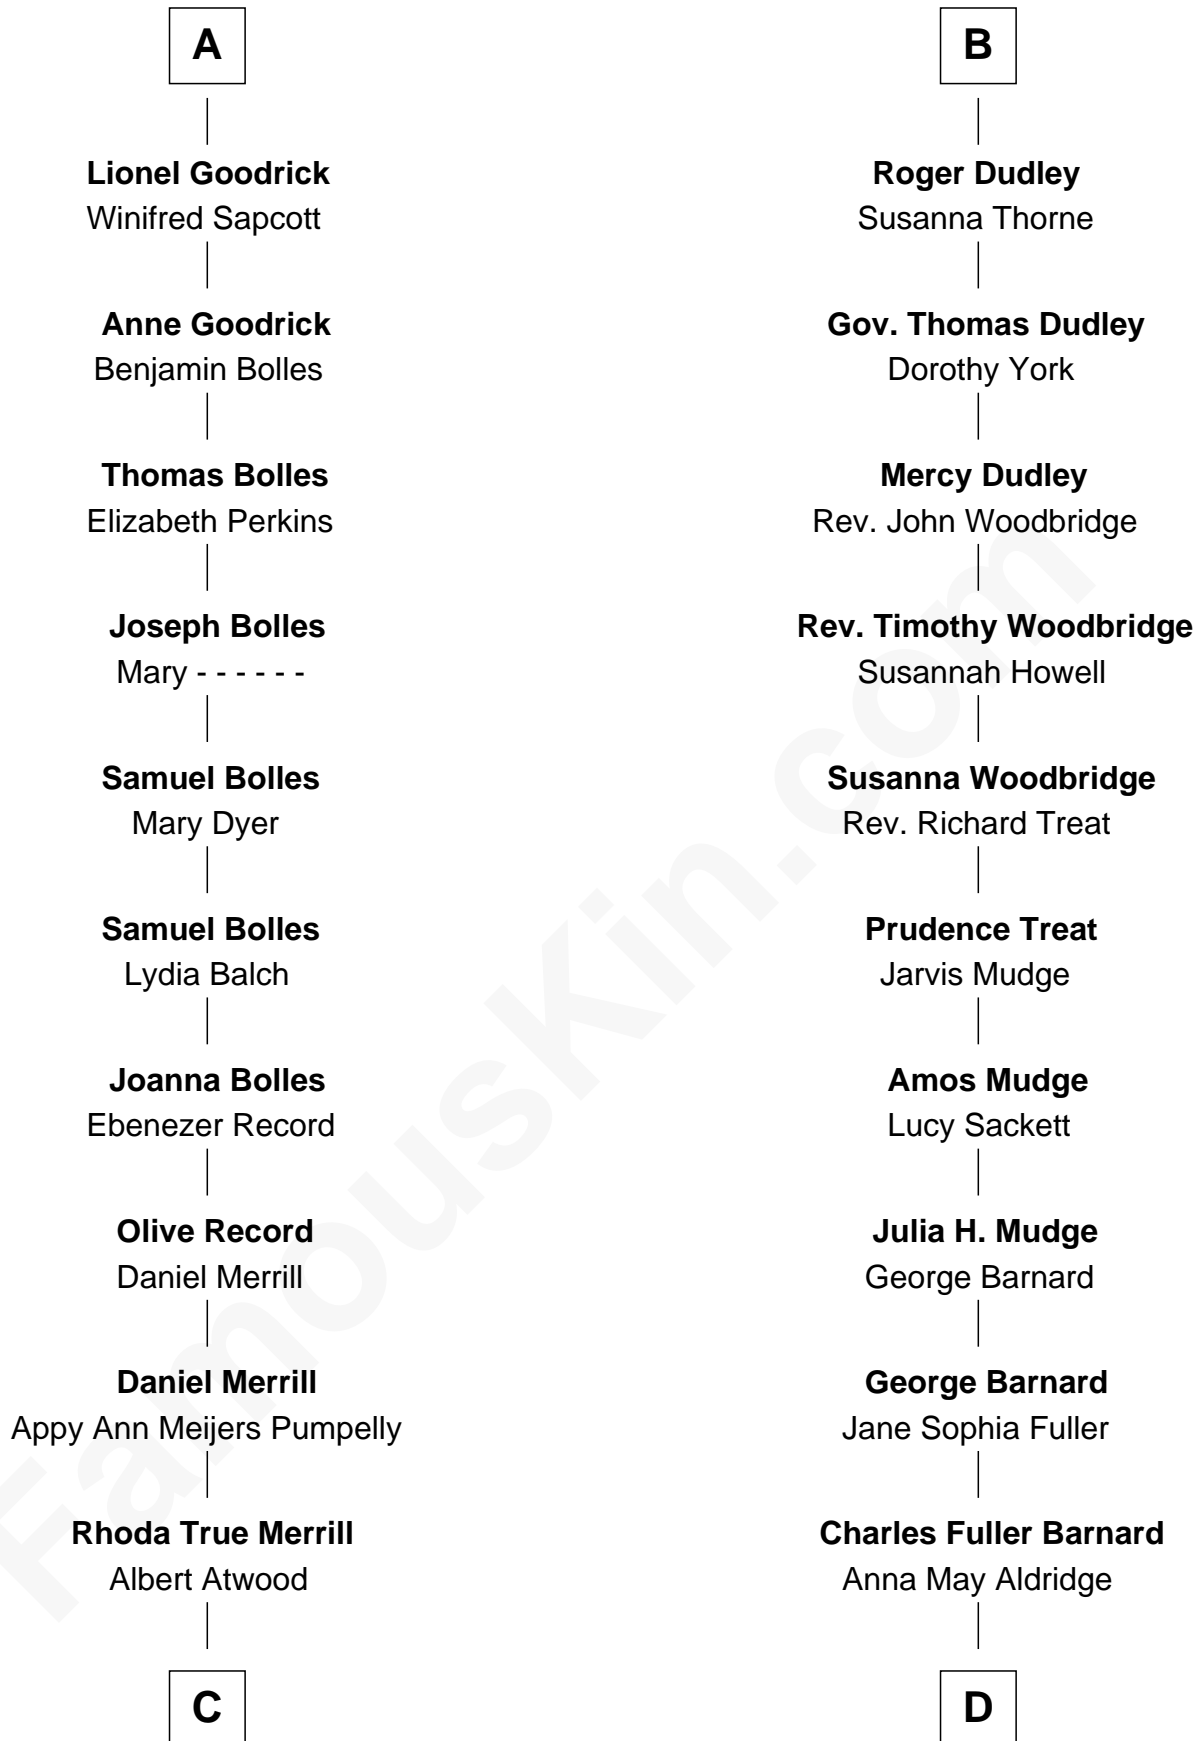 A
Lionel Goodrick
Winifred Sapcott
Anne Goodrick
Benjamin Bolles
Thomas Bolles
Elizabeth Perkins
Joseph Bolles
Mary - - - - - -
Samuel Bolles
Mary Dyer
Samuel Bolles
Lydia Balch
Joanna Bolles
Ebenezer Record
Olive Record
Daniel Merrill
Daniel Merrill
Appy Ann Meijers Pumpelly
Rhoda True Merrill
Albert Atwood
C
B
Roger Dudley
Susanna Thorne
Gov. Thomas Dudley
Dorothy York
Mercy Dudley
Rev. John Woodbridge
Rev. Timothy Woodbridge
Susannah Howell
Susanna Woodbridge
Rev. Richard Treat
Prudence Treat
Jarvis Mudge
Amos Mudge
Lucy Sackett
Julia H. Mudge
George Barnard
George Barnard
Jane Sophia Fuller
Charles Fuller Barnard
Anna May Aldridge
D
FamousKin.com